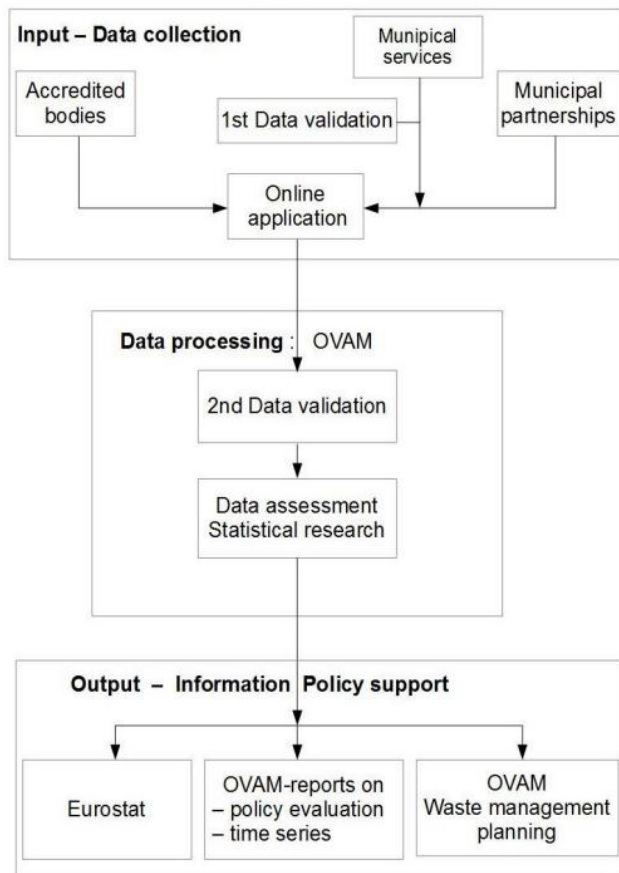 Input – Data collection
Munipical
services
Accredited
bodies
1st Data validation
Municipal
partnerships
Online
application
Data processing : OVAM
2nd Data validation
Data assessment
Statistical research
Output – Information Policy support
Eurostat
OVAM-reports on
– policy evaluation
– time series
OVAM
Waste management
planning